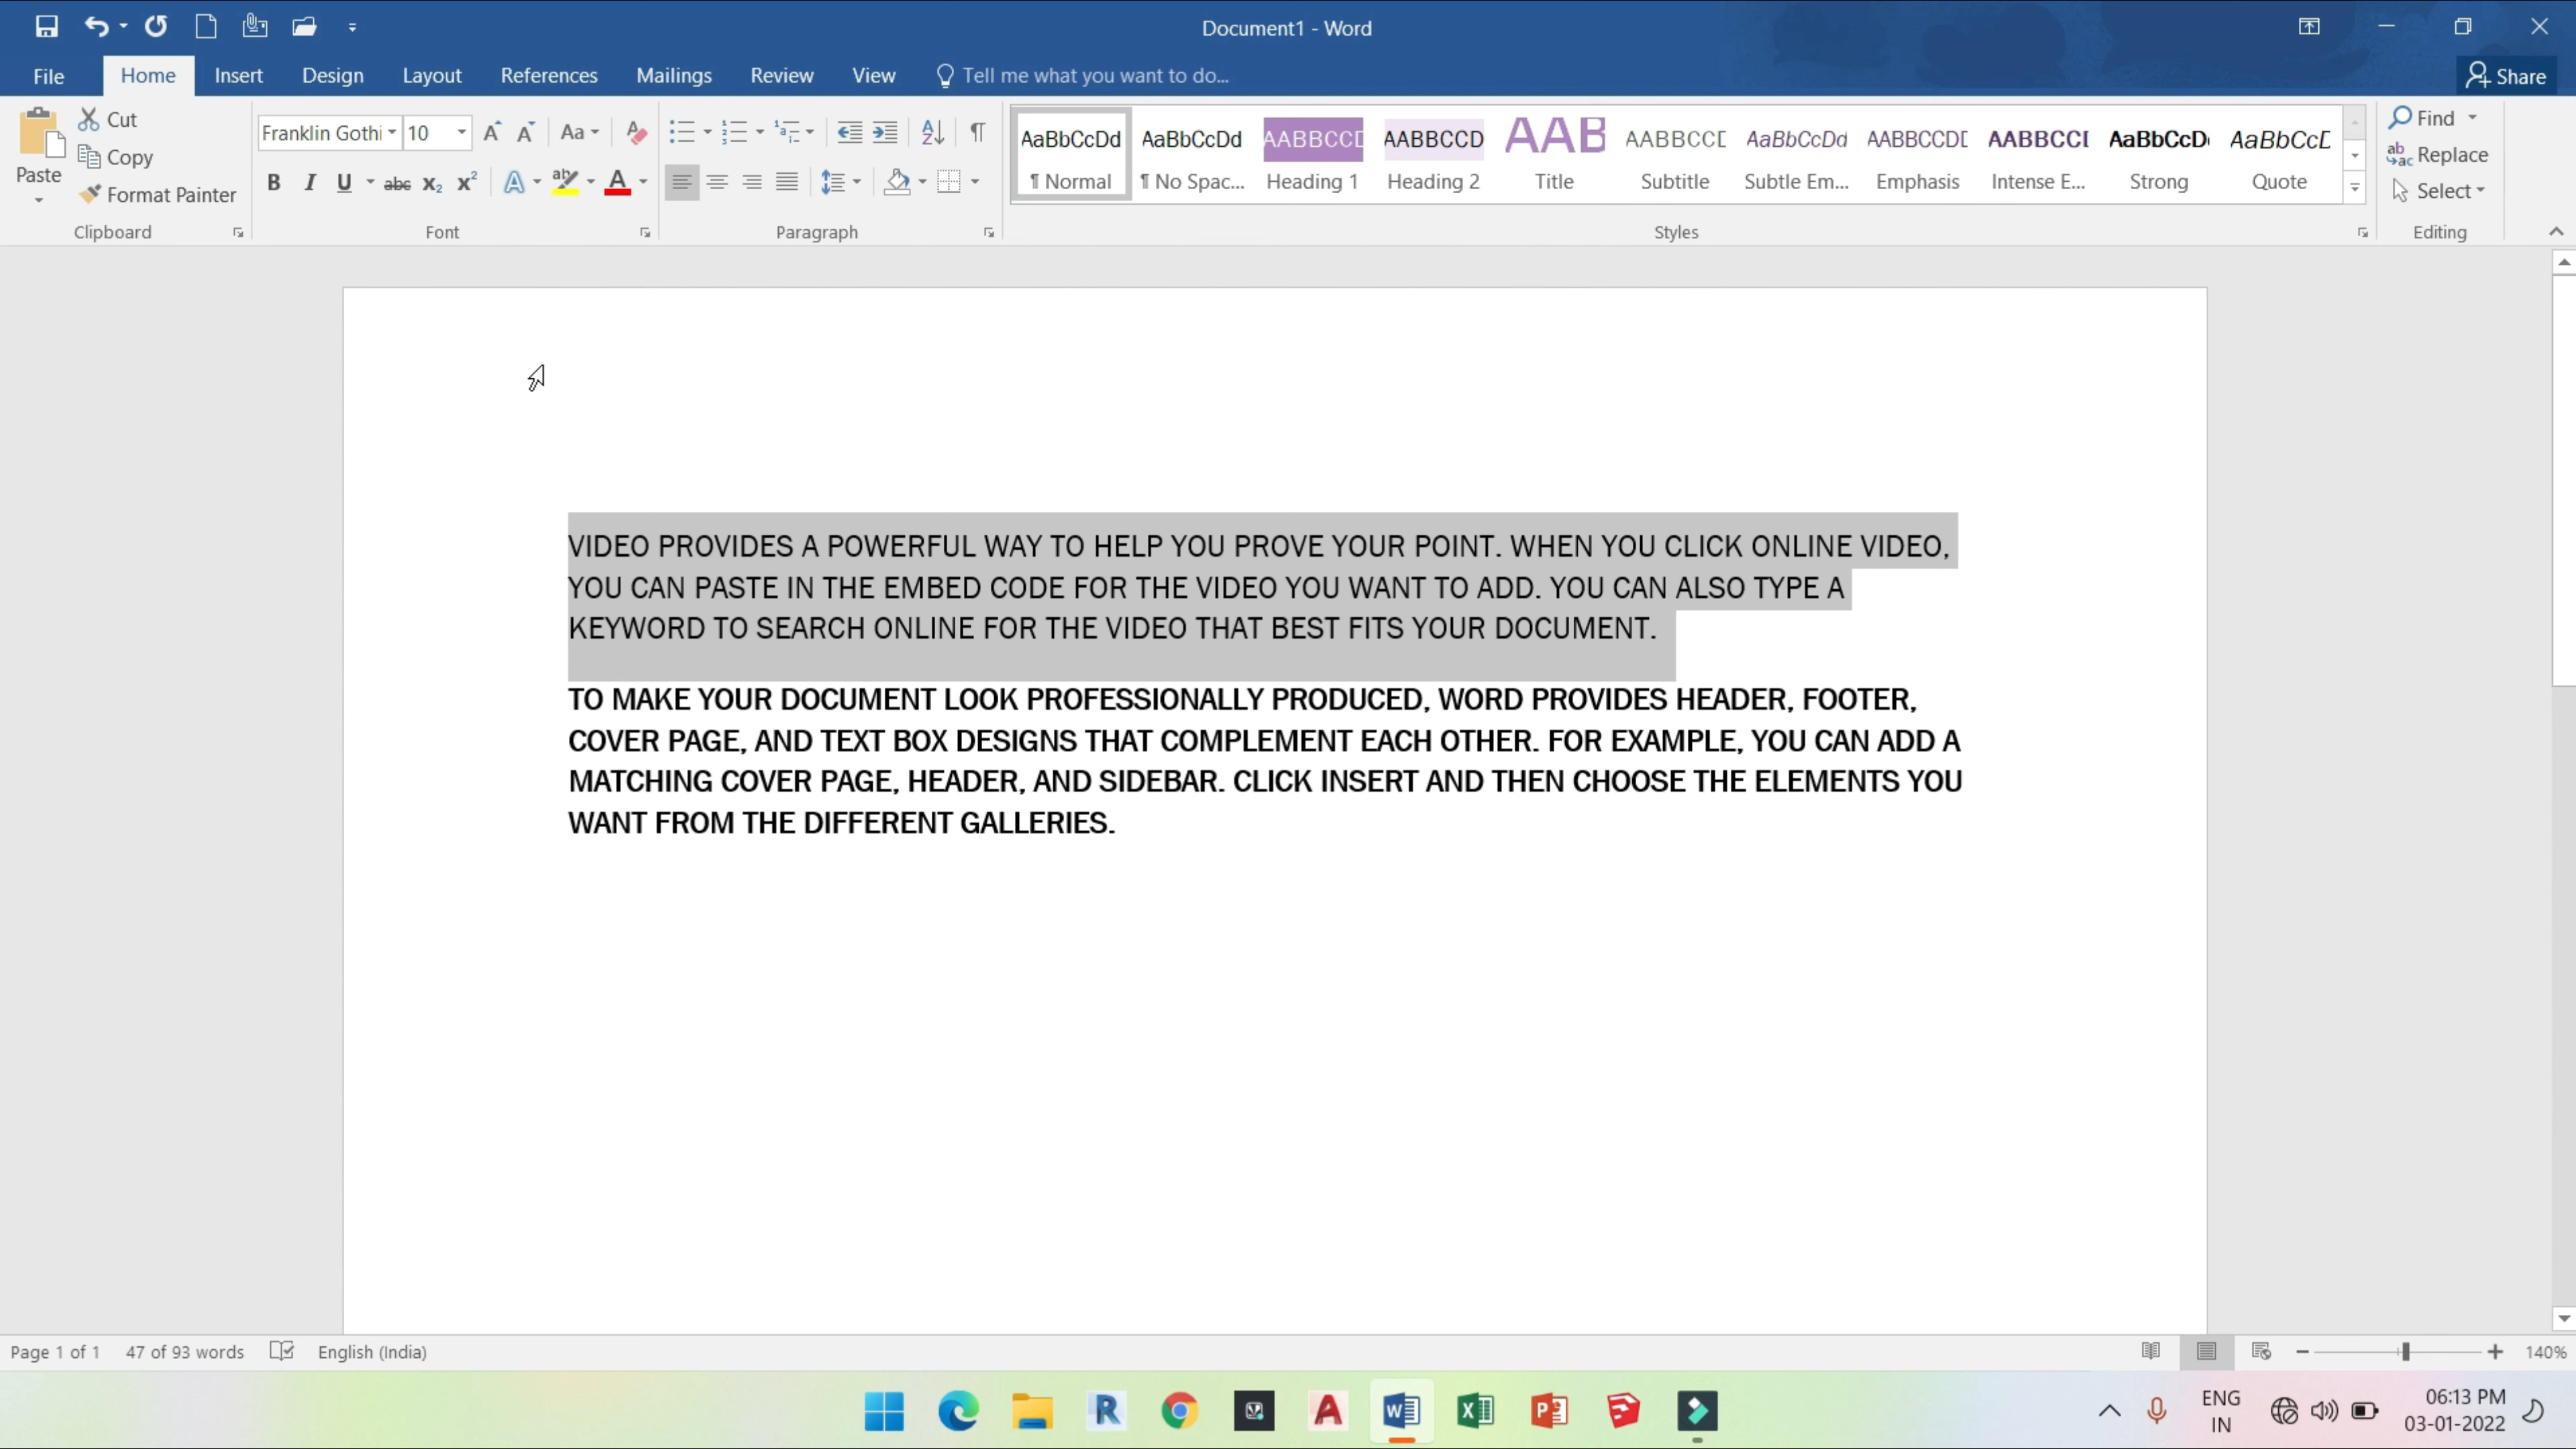 Document1 - Word
File Home Insert Design Layout References Mailings Review View Tell me what you want to do... Share
Cut
Copy
Paste
Format Painter
Clipboard
Franklin Gothi 10
Font
Paragraph
AaBbCcDd AaBbCcDd AABBCCD AABBCCD AAB AABBCCD AaBbCcDd AABBCCDD AABBCCD AaBbCcD AaBbCcD
¶ Normal ¶ No Spac... Heading 1 Heading 2 Title Subtitle Subtle Em... Emphasis Intense E... Strong Quote
Styles
Find
Replace
Select
Editing
VIDEO PROVIDES A POWERFUL WAY TO HELP YOU PROVE YOUR POINT. WHEN YOU CLICK ONLINE VIDEO,
YOU CAN PASTE IN THE EMBED CODE FOR THE VIDEO YOU WANT TO ADD. YOU CAN ALSO TYPE A
KEYWORD TO SEARCH ONLINE FOR THE VIDEO THAT BEST FITS YOUR DOCUMENT.
TO MAKE YOUR DOCUMENT LOOK PROFESSIONALLY PRODUCED, WORD PROVIDES HEADER, FOOTER,
COVER PAGE, AND TEXT BOX DESIGNS THAT COMPLEMENT EACH OTHER. FOR EXAMPLE, YOU CAN ADD A
MATCHING COVER PAGE, HEADER, AND SIDEBAR. CLICK INSERT AND THEN CHOOSE THE ELEMENTS YOU
WANT FROM THE DIFFERENT GALLERIES.
Page 1 of 1 47 of 93 words English (India) 140%
ENG
IN
06:13 PM
03-01-2022